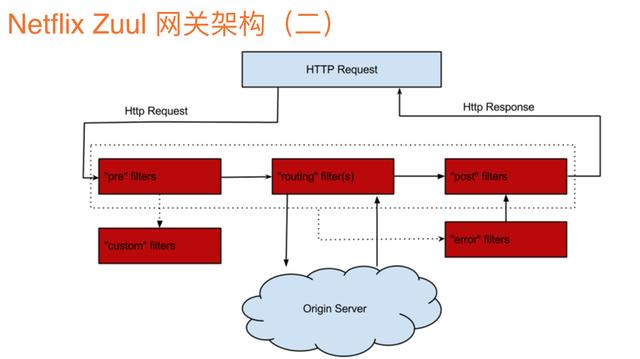 Netflix Zuul 网关架构（二）
HTTP Request
Http Request
Http Response
"pre" filters
"routing" filter(s)
"post" filters
"custom" filters
"error" filters
Origin Server